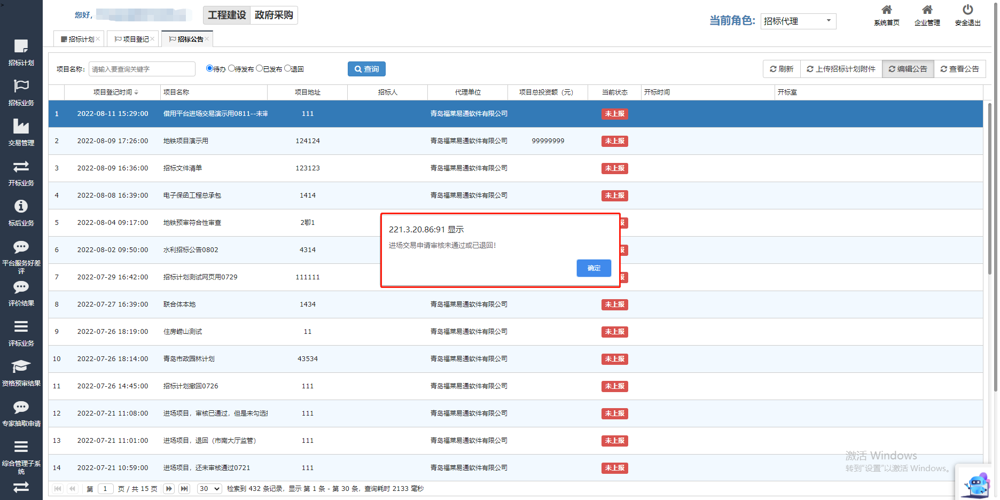 >
您好,
工程建设 政府采购
当前角色: 招标代理
系统首页 企业管理 安全退出
招标计划× 项目登记× 招标公告×
招标计划
招标业务
交易管理
开标业务
标后业务
平台服务好差
评
评价结果
评标业务
资格预审结果
专家抽取申请
综合管理子系
统
项目名称: 请输入要查询关键字 待办 待发布 已发布 退回 查询 刷新 上传招标计划附件 编辑公告 查看公告
项目登记时间 项目名称 项目地址 招标人 代理单位 项目总投资额（元） 当前状态 开标时间 开标室
1 2022-08-11 15:29:00 借用平台进场交易演示用0811--未审 111 青岛福莱易通软件有限公司 未上报
2 2022-08-09 17:26:00 地铁项目演示用 124124 青岛福莱易通软件有限公司 99999999 未上报
3 2022-08-09 16:36:00 招标文件清单 123123 青岛福莱易通软件有限公司 未上报
4 2022-08-08 16:39:00 电子保函工程总承包 1414 青岛福莱易通软件有限公司 未上报
5 2022-08-04 09:17:00 地铁预审符合性审查 2鄂1 报
6 2022-08-02 09:50:00 水利招标公告0802 4314 报
7 2022-07-29 16:42:00 招标计划测试网页用0729 111111 报
221.3.20.86:91 显示
进场交易申请审核未通过或已退回!
确定
8 2022-07-27 16:39:00 联合体本地 1434 青岛福莱易通软件有限公司 未上报
9 2022-07-26 18:19:00 住房崂山测试 11 青岛福莱易通软件有限公司 未上报
10 2022-07-26 18:14:00 青岛市政园林计划 43534 青岛福莱易通软件有限公司 未上报
11 2022-07-26 14:45:00 招标计划撤回0726 111 青岛福莱易通软件有限公司 未上报
12 2022-07-21 11:08:00 进场项目，审核已通过，但是未勾选 111 青岛福莱易通软件有限公司 未上报
13 2022-07-21 11:01:00 进场项目，退回（市南大厅监管） 111 青岛福莱易通软件有限公司 未上报
14 2022-07-21 10:59:00 进场项目，还未审核通过0721 111 青岛福莱易通软件有限公司 未上报
第 1 页 / 共 15 页 30 检索到 432 条记录，显示 第 1 条 - 第 30 条，查询耗时 2133 毫秒
激活 Windows
转到"设置"以激活 Windows。